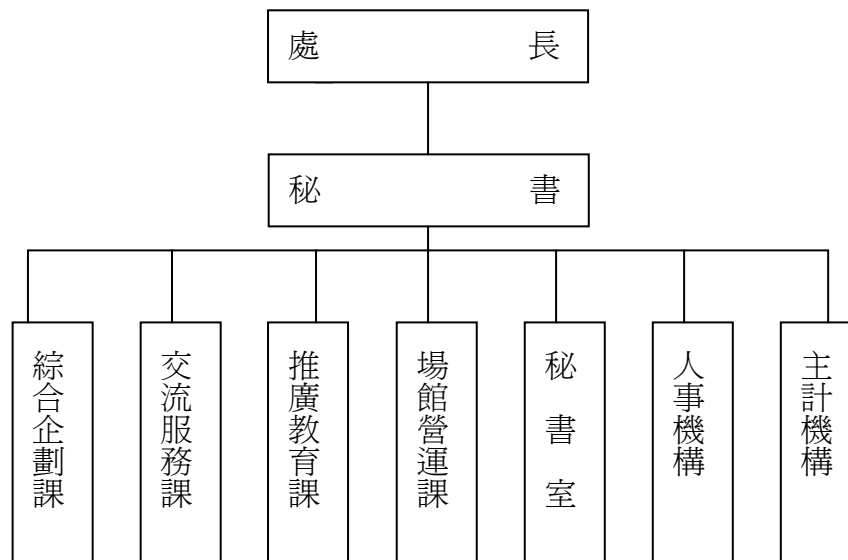 處長
秘書
綜合企劃課
交流服務課
推廣教育課
場館營運課
秘書室
人事機構
主計機構